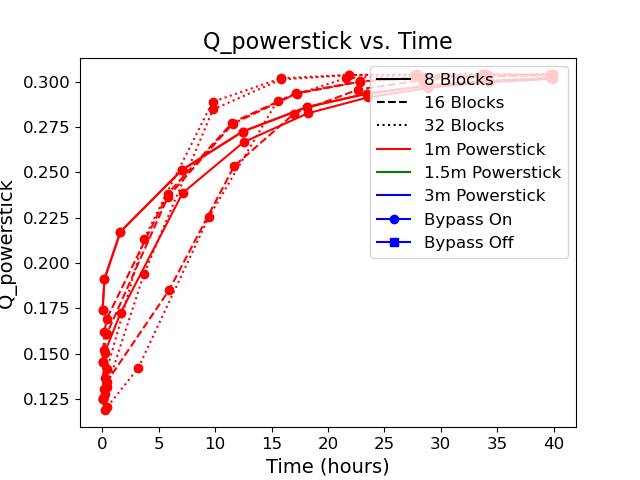 Q_powerstick vs. Time
0.300
0.275
0.250
0.225
0.200
0.175
0.150
0.125
Q_powerstick
8 Blocks
16 Blocks
32 Blocks
1m Powerstick
1.5m Powerstick
3m Powerstick
Bypass On
Bypass Off
0 5 10 15 20 25 30 35 40
Time (hours)